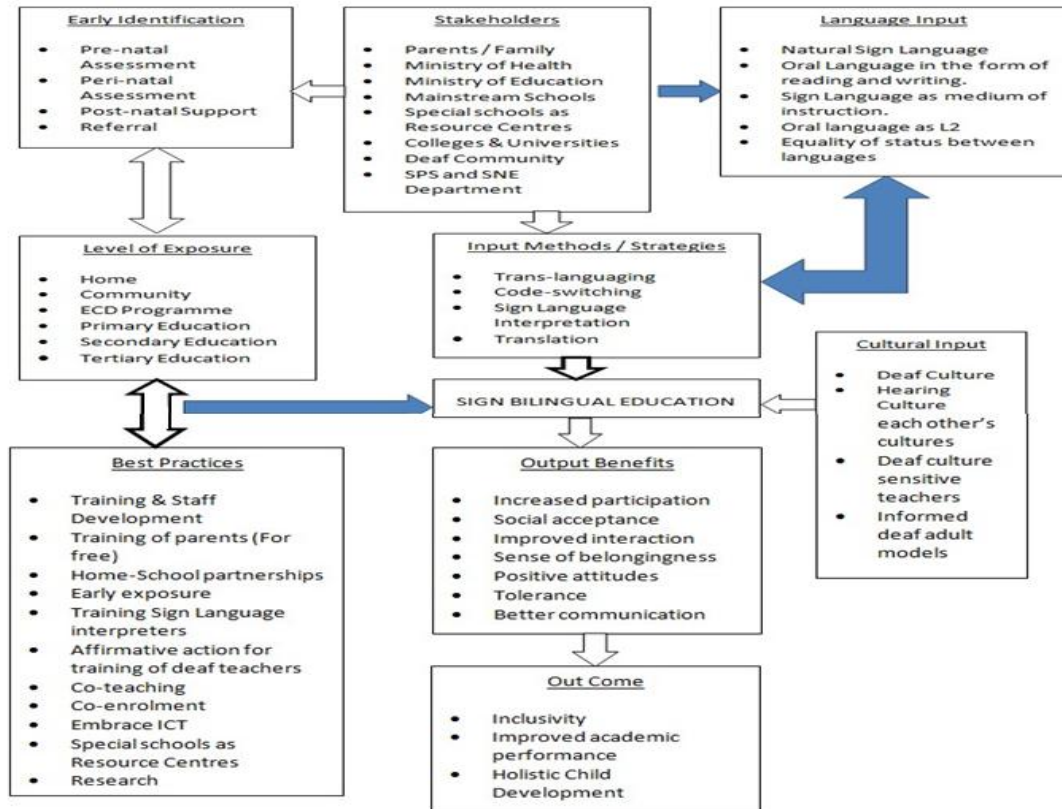 Early Identification
• Pre-natal
Assessment
• Peri-natal
Assessment
• Post-natal Support
• Referral
Stakeholders
• Parents / Family
• Ministry of Health
• Ministry of Education
• Mainstream Schools
• Special schools as
Resource Centres
• Colleges & Universities
• Deaf Community
• SPS and SNE
Department
Language Input
• Natural Sign Language
• Oral Language in the form of
reading and writing.
• Sign Language as medium of
instruction.
• Oral language as L2
• Equality of status between
languages
Level of Exposure
• Home
• Community
• ECD Programme
• Primary Education
• Secondary Education
• Tertiary Education
Input Methods / Strategies
• Trans-languaging
• Code-switching
• Sign Language
Interpretation
• Translation
Cultural Input
• Deaf Culture
• Hearing
Culture
each other's
cultures
• Deaf culture
sensitive
teachers
• Informed
deaf adult
models
SIGN BILINGUAL EDUCATION
Best Practices
• Training & Staff
Development
• Training of parents (For
free)
• Home-School partnerships
• Early exposure
• Training Sign Language
interpreters
• Affirmative action for
training of deaf teachers
• Co-teaching
• Co-enrolment
• Embrace ICT
• Special schools as
Resource Centres
• Research
Output Benefits
• Increased participation
• Social acceptance
• Improved interaction
• Sense of belongingness
• Positive attitudes
• Tolerance
• Better communication
Out Come
• Inclusivity
• Improved academic
performance
• Holistic Child
Development